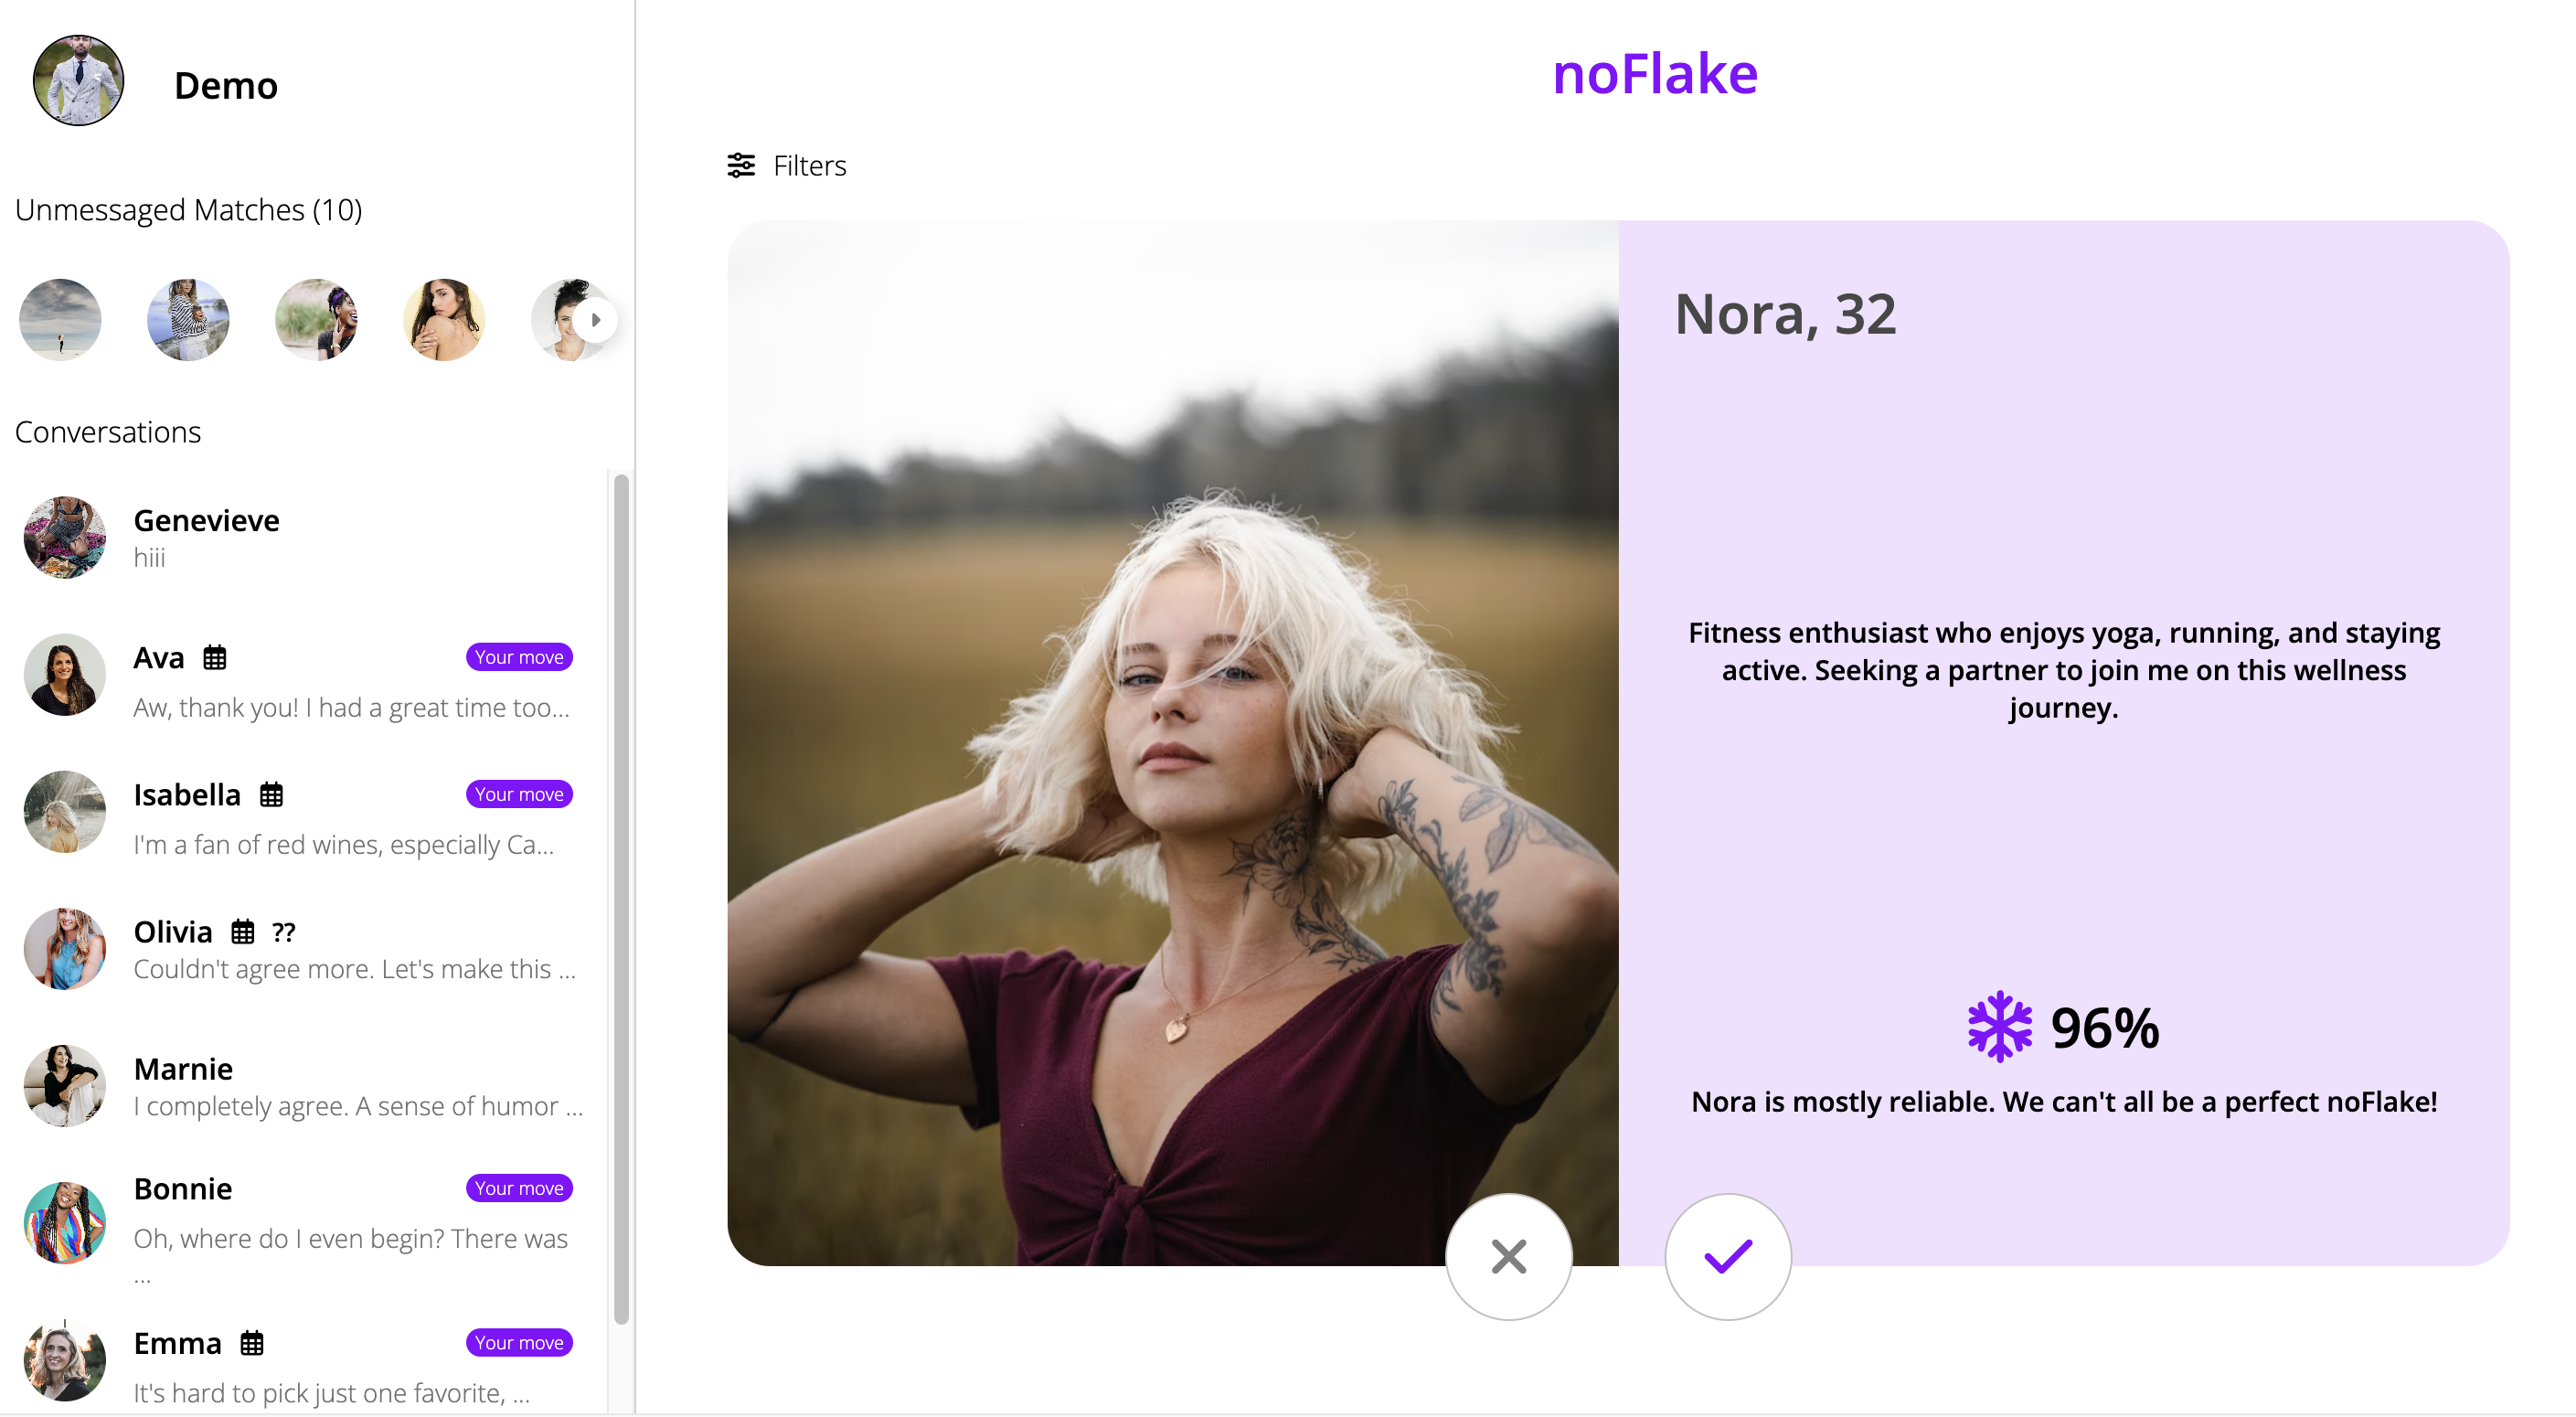 Demo
Unmessaged Matches (10)
Conversations
Genevieve
hiii
Ava
Your move
Aw, thank you! I had a great time too...
Isabella
Your move
I'm a fan of red wines, especially Ca...
Olivia ??
Couldn't agree more. Let's make this ...
Marnie
I completely agree. A sense of humor ...
Bonnie
Your move
Oh, where do I even begin? There was
...
Emma
Your move
It's hard to pick just one favorite, ...
noFlake
Filters
Nora, 32
Fitness enthusiast who enjoys yoga, running, and staying
active. Seeking a partner to join me on this wellness
journey.
96%
Nora is mostly reliable. We can't all be a perfect noFlake!